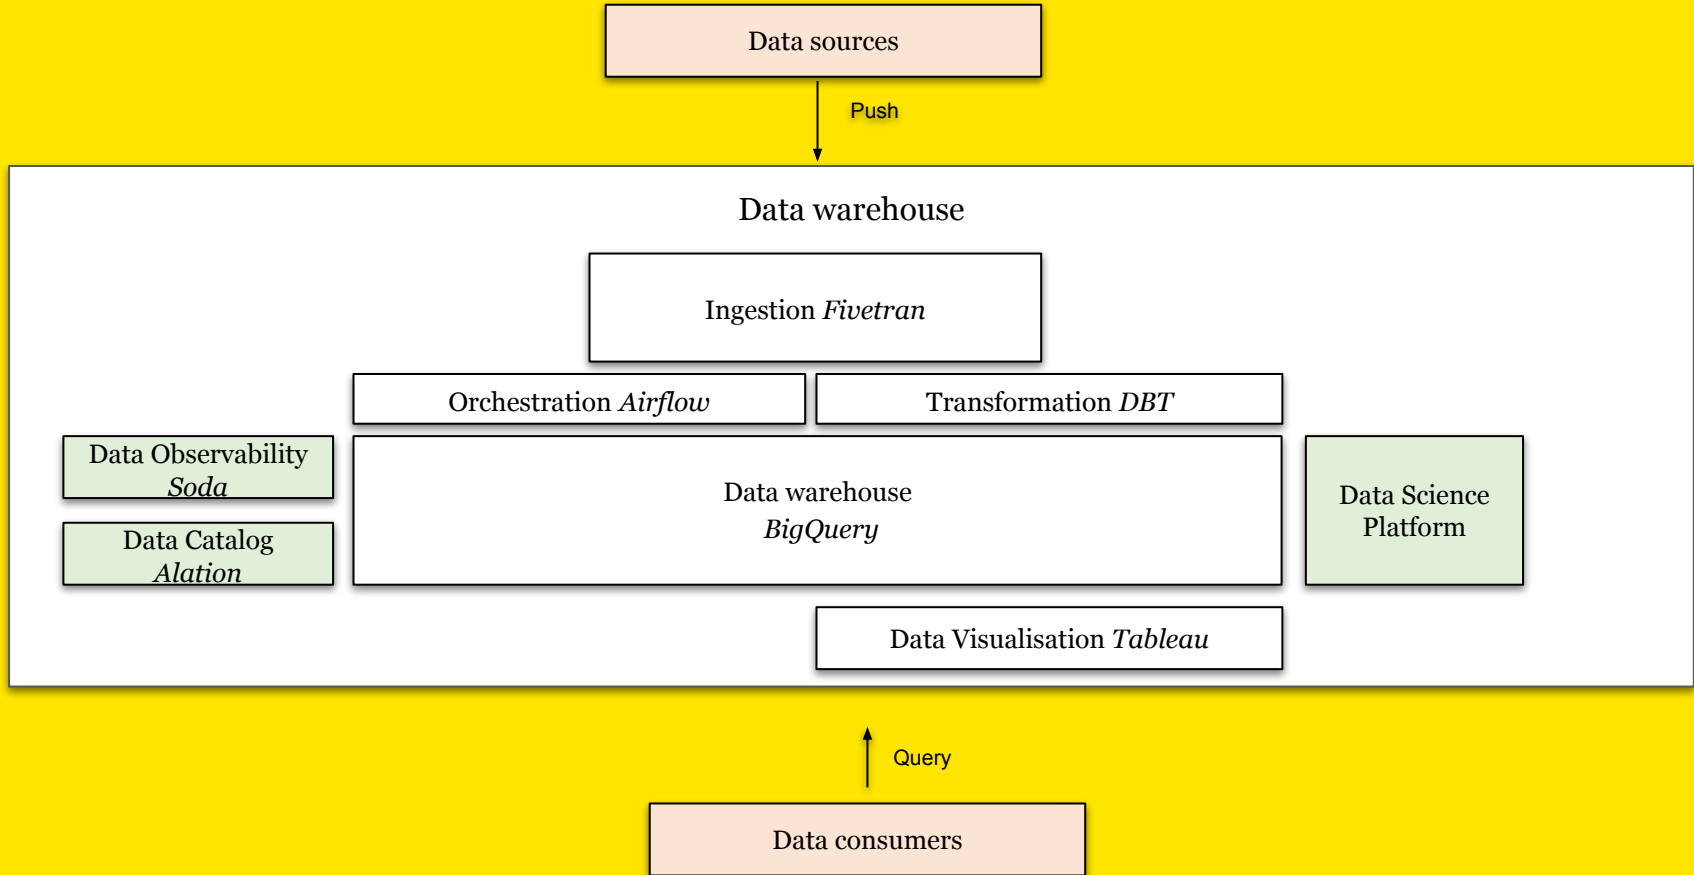 Data sources
Push
Data warehouse
Ingestion Fivetran
Orchestration Airflow
Transformation DBT
Data Observability
Soda
Data Catalog
Alation
Data warehouse
BigQuery
Data Science
Platform
Data Visualisation Tableau
Query
Data consumers